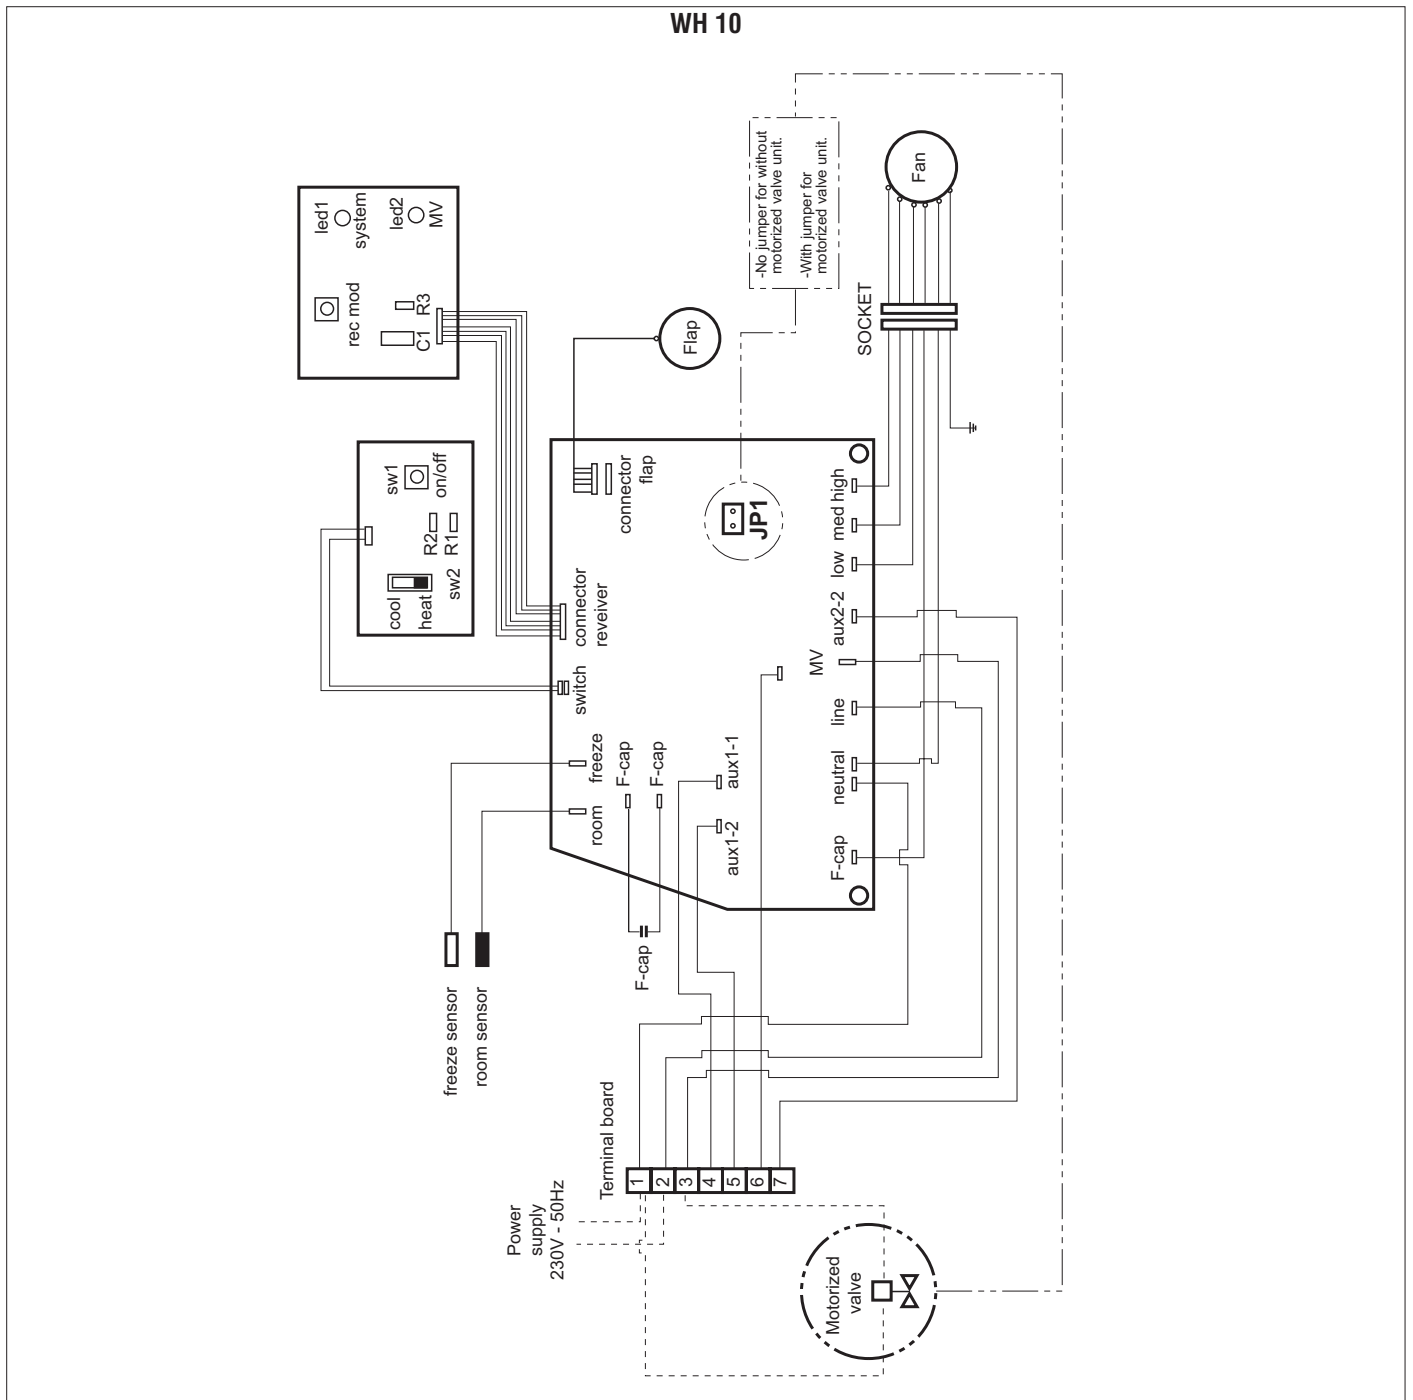 WH 10
led1
system
led2
MV
rec mod
C1
R3
-No jumper for without
motorized valve unit.
-With jumper for
motorized valve unit.
Fan
SOCKET
Flap
sw1
on/off
R2
R1
cool
heat
sw2
connector
flap
JP1
connector
reveiver
switch
freeze
room
F-cap
F-cap
F-cap
aux1-1
aux1-2
high
med
low
aux2-2
MV
line
neutral
F-cap
freeze sensor
room sensor
Terminal board
1
2
3
4
5
6
7
Power
supply
230V - 50Hz
Motorized
valve